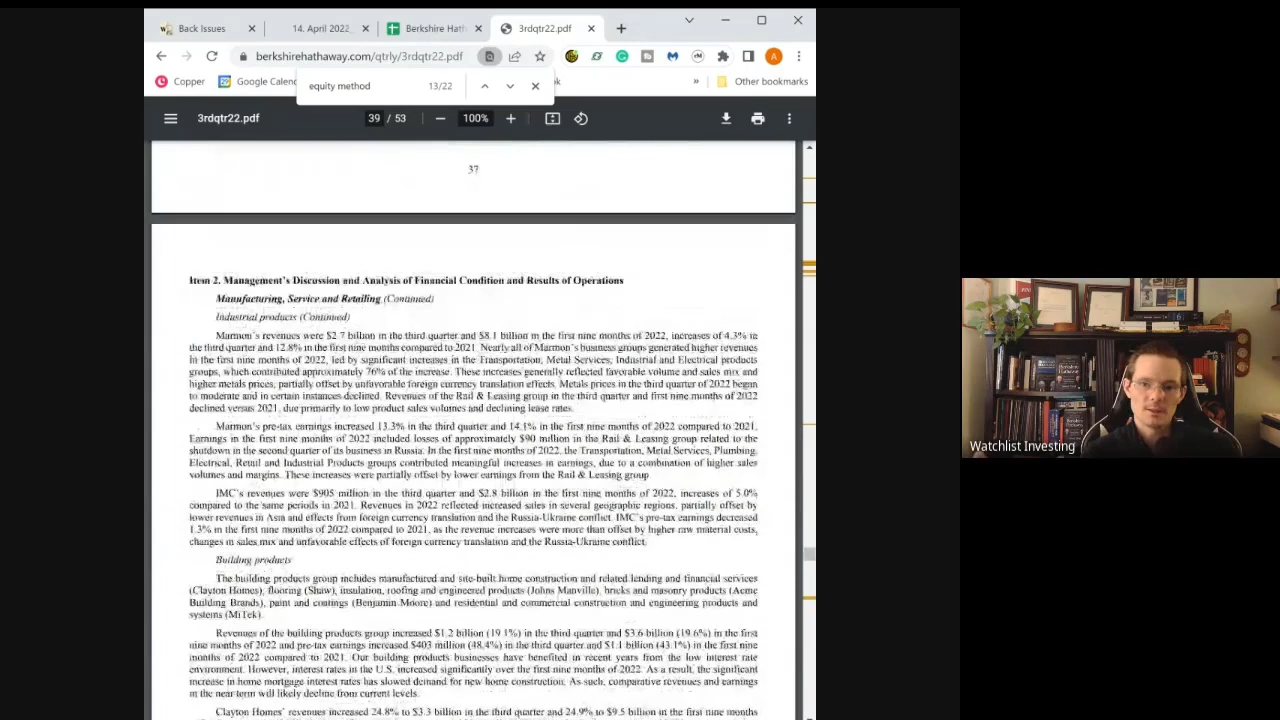 Back Issues
14. April 2022_
Berkshire Hath
3rdqtr22.pdf
berkshirehathaway.com/qtrly/3rdqtr22.pdf
Copper
Google Calend
equity method 13/22
Other bookmarks
3rdqtr22.pdf
39 / 53
100%
37
Item 2. Management's Discussion and Analysis of Financial Condition and Results of Operations
Manufacturing, Service and Retailing (Continued)
Industrial products (Continued)
Marmon's revenues were $2.7 billion in the third quarter and $8.1 billion in the first nine months of 2022, increases of 4.3% in
the third quarter and 12.8% in the first nine months compared to 2021. Nearly all of Marmon's business groups generated higher revenues
in the first nine months of 2022, led by significant increases in the Transportation, Metal Services, Industrial and Electrical products
groups, which contributed approximately 76% of the increase. These increases generally reflected favorable volume and sales mix and
higher metals prices, partially offset by unfavorable foreign currency translation effects. Metals prices in the third quarter of 2022 began
to moderate and in certain instances declined. Revenues of the Rail & Leasing group in the third quarter and first nine months of 2022
declined versus 2021, due primarily to low product sales volumes and declining lease rates.
Marmon's pre-tax earnings increased 13.3% in the third quarter and 14.1% in the first nine months of 2022 compared to 2021.
Earnings in the first nine months of 2022 included losses of approximately $90 million in the Rail & Leasing group related to the
shutdown in the second quarter of its business in Russia. In the first nine months of 2022, the Transportation, Metal Services, Plumbing,
Electrical, Retail and Industrial Products groups contributed meaningful increases in earnings, due to a combination of higher sales
volumes and margins. These increases were partially offset by lower earnings from the Rail & Leasing group.
IMC's revenues were $905 million in the third quarter and $2.8 billion in the first nine months of 2022, increases of 5.0%
compared to the same periods in 2021. Revenues in 2022 reflected increased sales in several geographic regions, partially offset by
lower revenues in Asia and effects from foreign currency translation and the Russia-Ukraine conflict. IMC's pre-tax earnings decreased
1.3% in the first nine months of 2022 compared to 2021, as the revenue increases were more than offset by higher raw material costs,
changes in sales mix and unfavorable effects of foreign currency translation and the Russia-Ukraine conflict.
Building products
The building products group includes manufactured and site-built home construction and related lending and financial services
(Clayton Homes), flooring (Shaw), insulation, roofing and engineered products (Johns Manville), bricks and masonry products (Acme
Building Brands), paint and coatings (Benjamin Moore) and residential and commercial construction and engineering products and
systems (MiTek).
Revenues of the building products group increased $1.2 billion (19.1%) in the third quarter and $3.6 billion (19.6%) in the first
nine months of 2022 and pre-tax earnings increased $403 million (48.4%) in the third quarter and $1.1 billion (43.1%) in the first nine
months of 2022 compared to 2021. Our building products businesses have benefited in recent years from the low interest rate
environment. However, interest rates in the U.S. increased significantly over the first nine months of 2022. As a result, the significant
increase in home mortgage interest rates has slowed demand for new home construction. As such, comparative revenues and earnings
in the near term will likely decline from current levels.
Clayton Homes' revenues increased 24.8% to $3.3 billion in the third quarter and 24.9% to $9.5 billion in the first nine months
Watchlist Investing